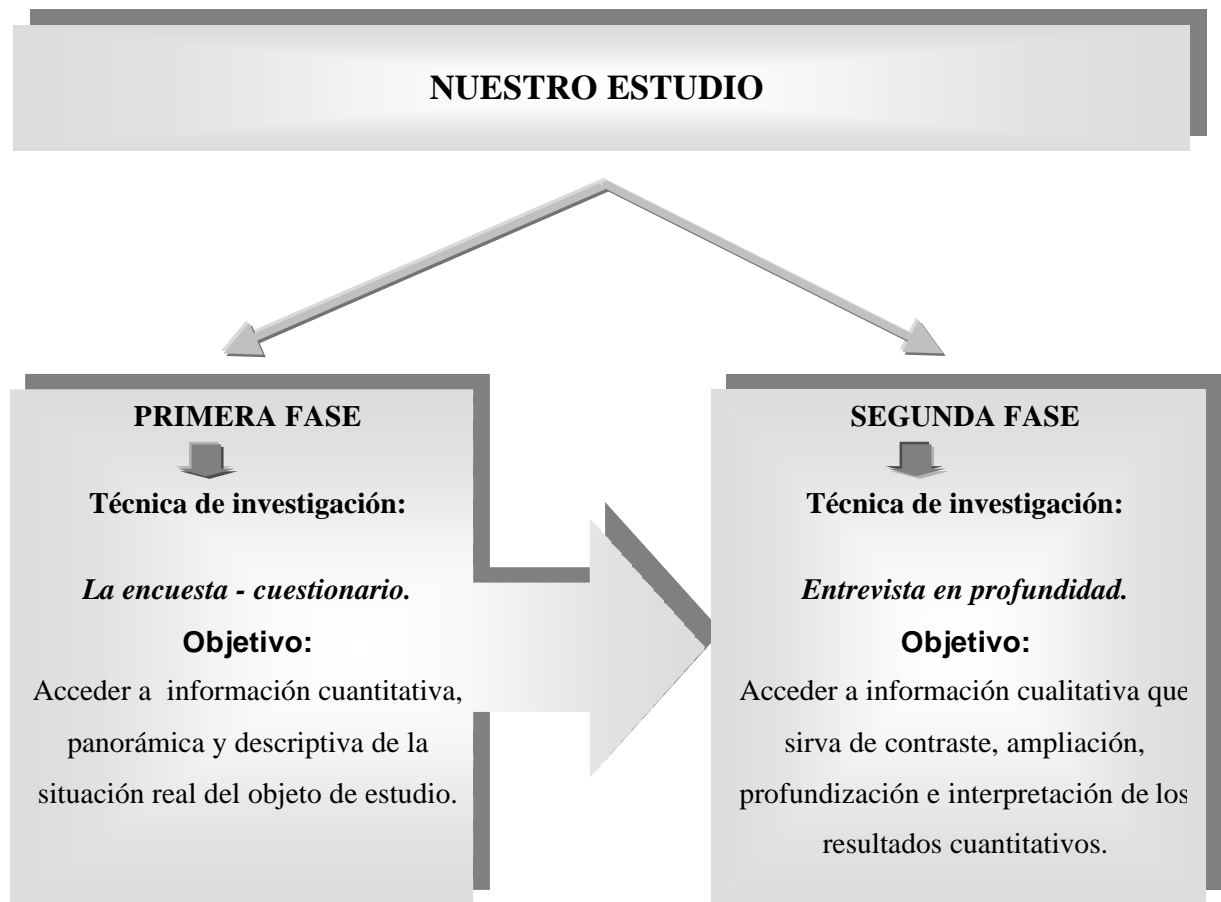 NUESTRO ESTUDIO
PRIMERA FASE
Técnica de investigación:
La encuesta - cuestionario.
Objetivo:
Acceder a información cuantitativa,
panorámica y descriptiva de la
situación real del objeto de estudio.
SEGUNDA FASE
Técnica de investigación:
Entrevista en profundidad.
Objetivo:
Acceder a información cualitativa que
sirva de contraste, ampliación,
profundización e interpretación de los
resultados cuantitativos.